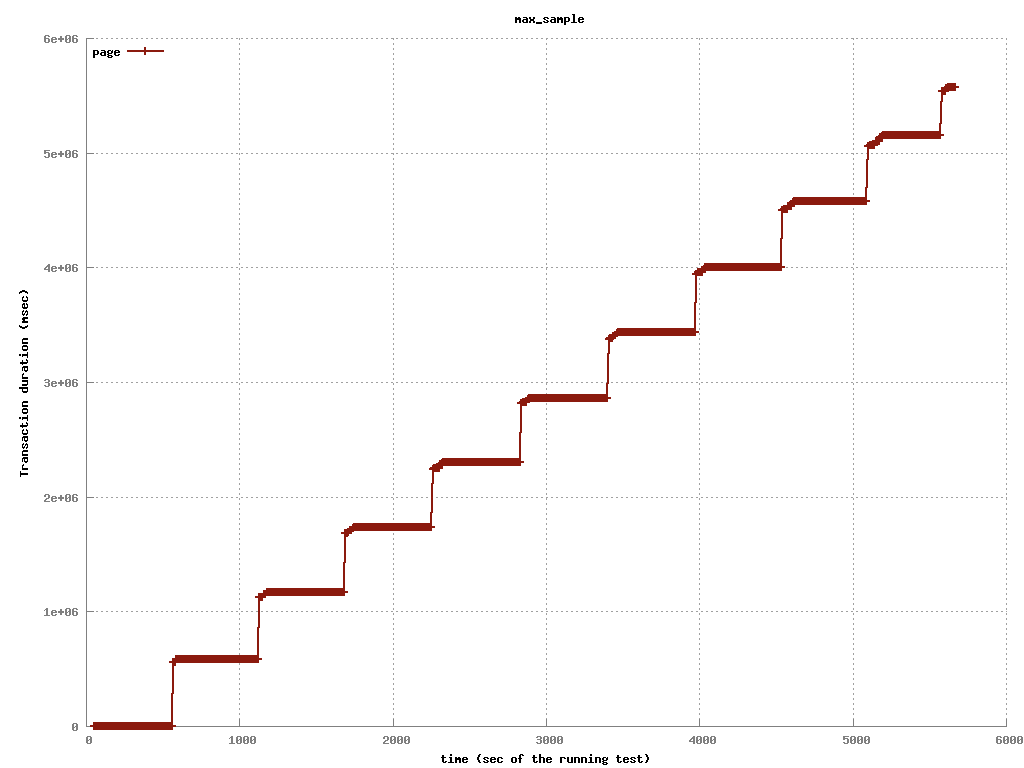 max_sample
6e+06
page
5e+06
4e+06
3e+06
2e+06
1e+06
0
Transaction duration (msec)
0 1000 2000 3000 4000 5000 6000
time (sec of the running test)